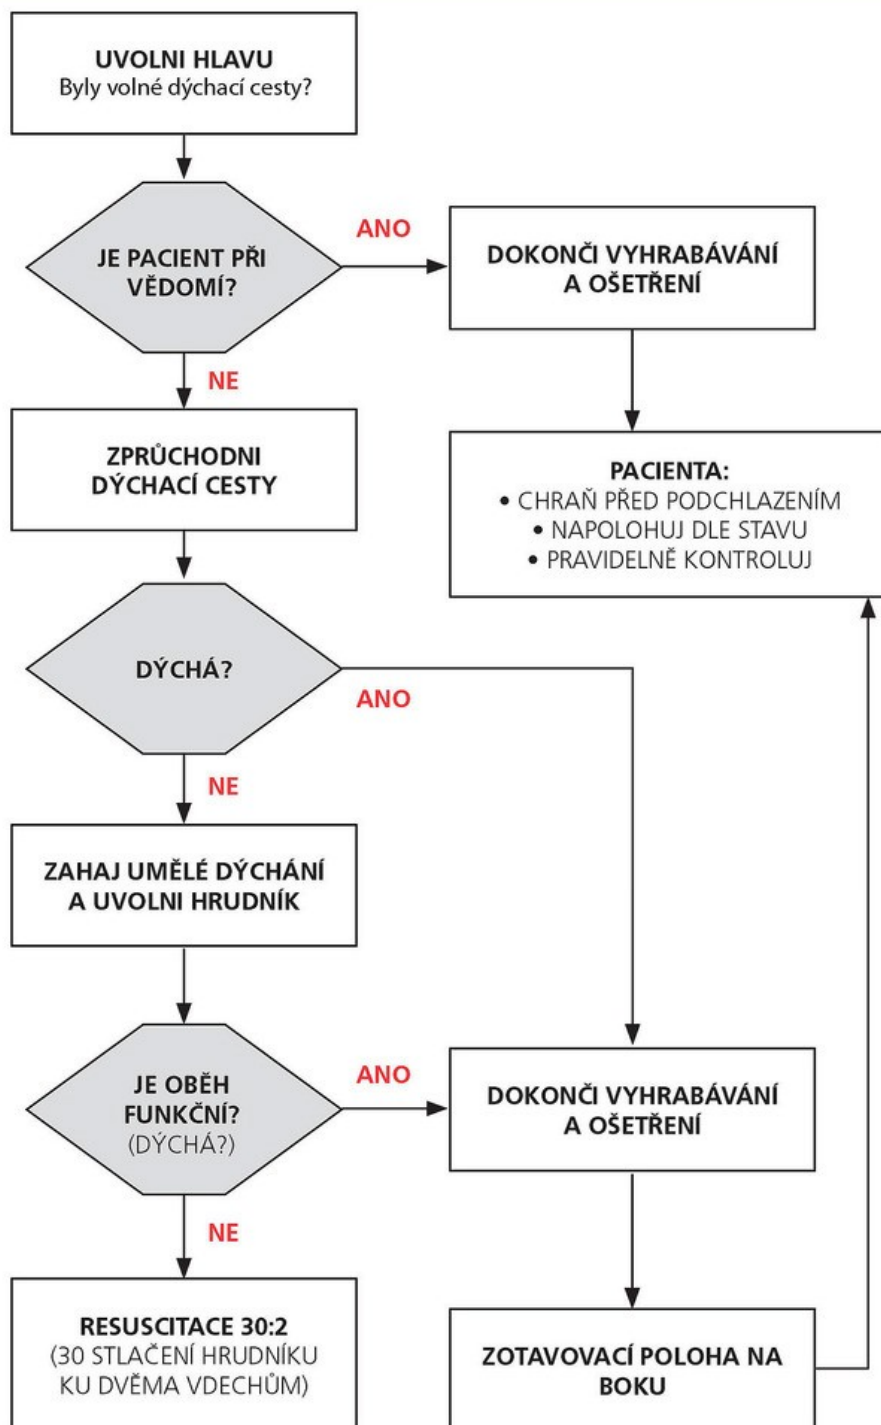 UVOLNI HLAVU
Byly volné dýchací cesty?
JE PACIENT PŘI
VĚDOMÍ?
ANO
DOKONČI VYHRABÁVÁNÍ
A OŠETŘENÍ
NE
ZPRŮCHODNI
DÝCHACÍ CESTY
PACIENTA:
• CHRAŇ PŘED PODCHLAZENÍM
• NAPOLOHUJ DLE STAVU
• PRAVIDELNĚ KONTROLUJ
DÝCHÁ?
ANO
NE
ZAHAJ UMĚLÉ DÝCHÁNÍ
A UVOLNI HRUDNÍK
JE OBĚH
FUNKČNÍ?
(DÝCHÁ?)
ANO
DOKONČI VYHRABÁVÁNÍ
A OŠETŘENÍ
NE
RESUSCITACE 30:2
(30 STLAČENÍ HRUDNÍKU
KU DVĚMA VDECHŮM)
ZOTAVOVACÍ POLOHA NA
BOKU